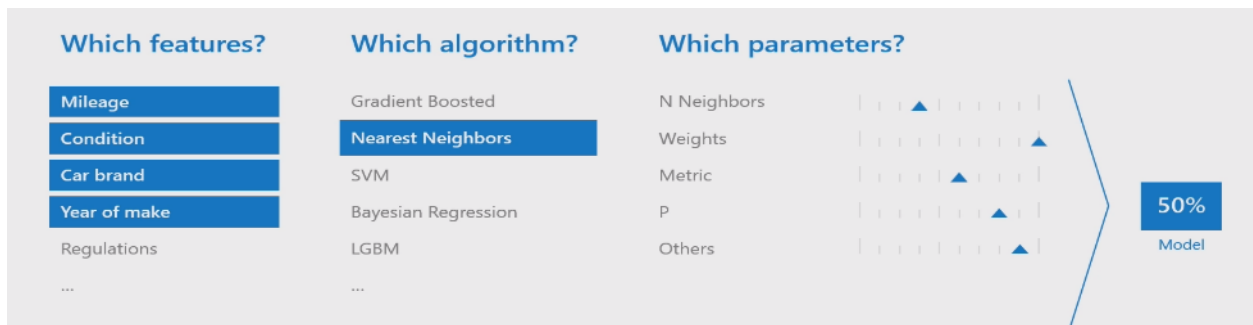 Which features?
Mileage
Condition
Car brand
Year of make
Regulations
...
Which algorithm?
Gradient Boosted
Nearest Neighbors
SVM
Bayesian Regression
LGBM
...
Which parameters?
N Neighbors
Weights
Metric
P
Others
50%
Model